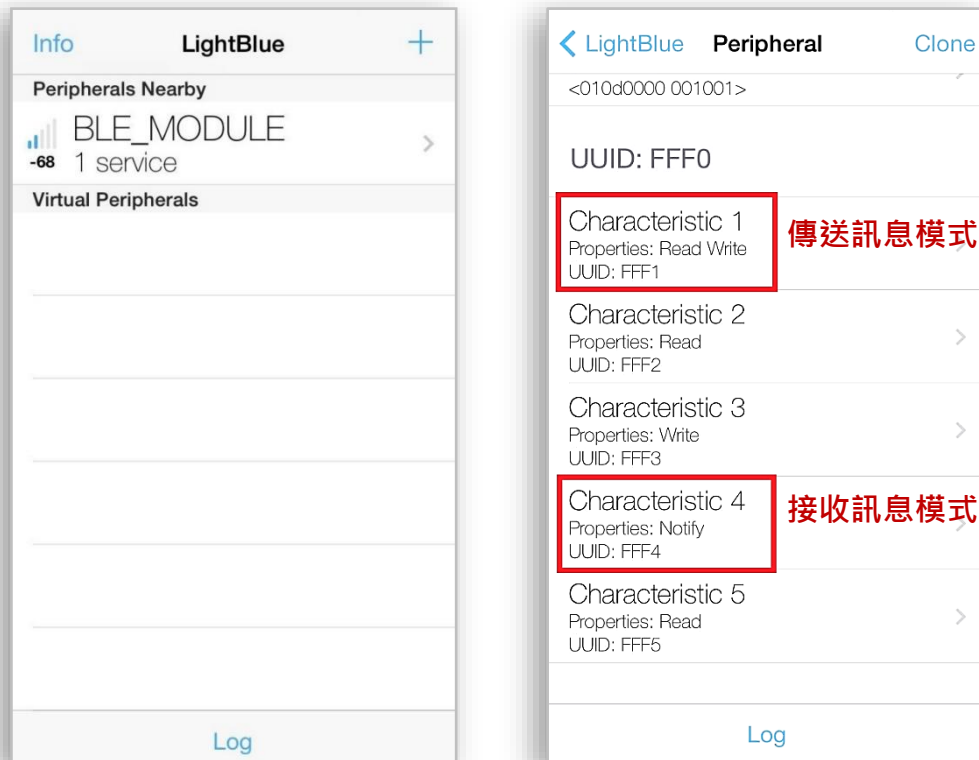 Info LightBlue +
Peripherals Nearby
BLE_MODULE
-68 1 service
Virtual Peripherals
Log
LightBlue Peripheral Clone
<010d0000 001001>
UUID: FFF0
Characteristic 1
Properties: Read Write
UUID: FFF1
傳送訊息模式
Characteristic 2
Properties: Read
UUID: FFF2
Characteristic 3
Properties: Write
UUID: FFF3
Characteristic 4
Properties: Notify
UUID: FFF4
接收訊息模式
Characteristic 5
Properties: Read
UUID: FFF5
Log